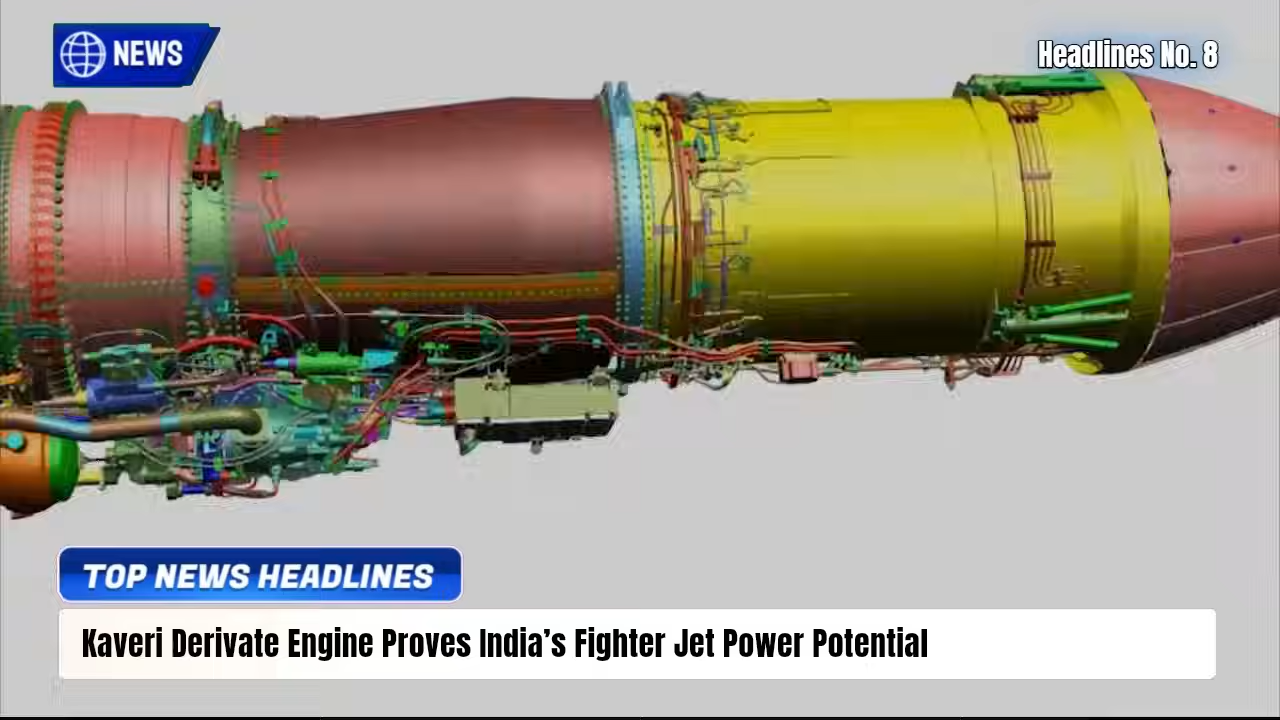 NEWS
Headlines No. 8
TOP NEWS HEADLINES
Kaveri Derivate Engine Proves India’s Fighter Jet Power Potential